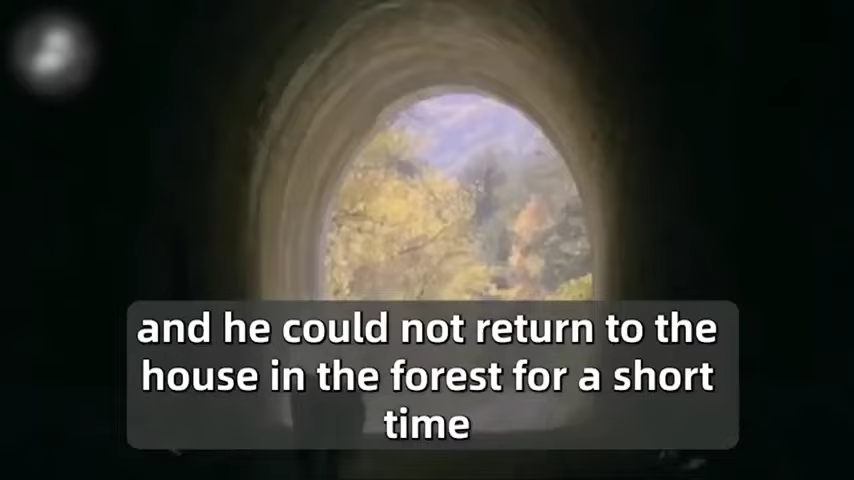 and he could not return to the
house in the forest for a short
time